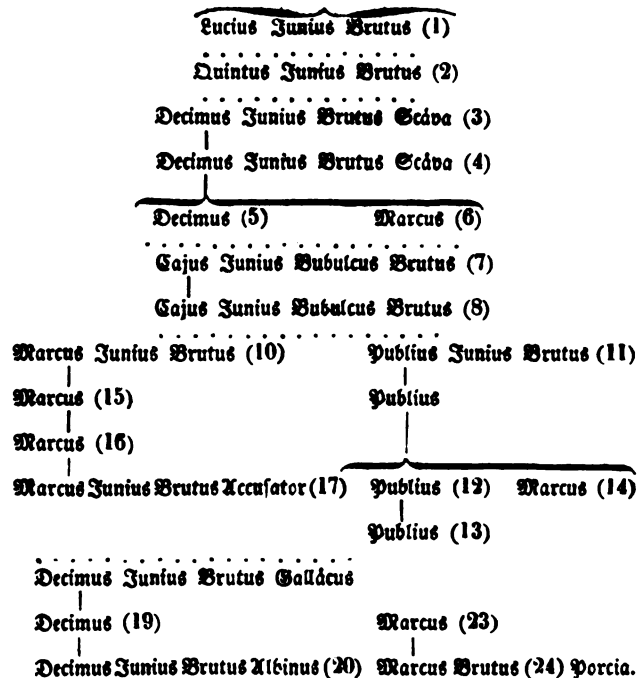 Lucius Junius Brutus (1)
Quintus Junius Brutus (2)
Decimus Junius Brutus Scäva (3)
Decimus Junius Brutus Scäva (4)
Decimus (5) Marcus (6)
Cajus Junius Bubulcus Brutus (7)
Cajus Junius Bubulcus Brutus (8)
Marcus Junius Brutus (10) Publius Junius Brutus (11)
Marcus (15) Publius
Marcus (16)
Marcus Junius Brutus Accusator (17) Publius (12) Marcus (14)
Publius (13)
Decimus Junius Brutus Galläcus
Decimus (19) Marcus (23)
Decimus Junius Brutus Albinus (20) Marcus Brutus (24) Porcia.